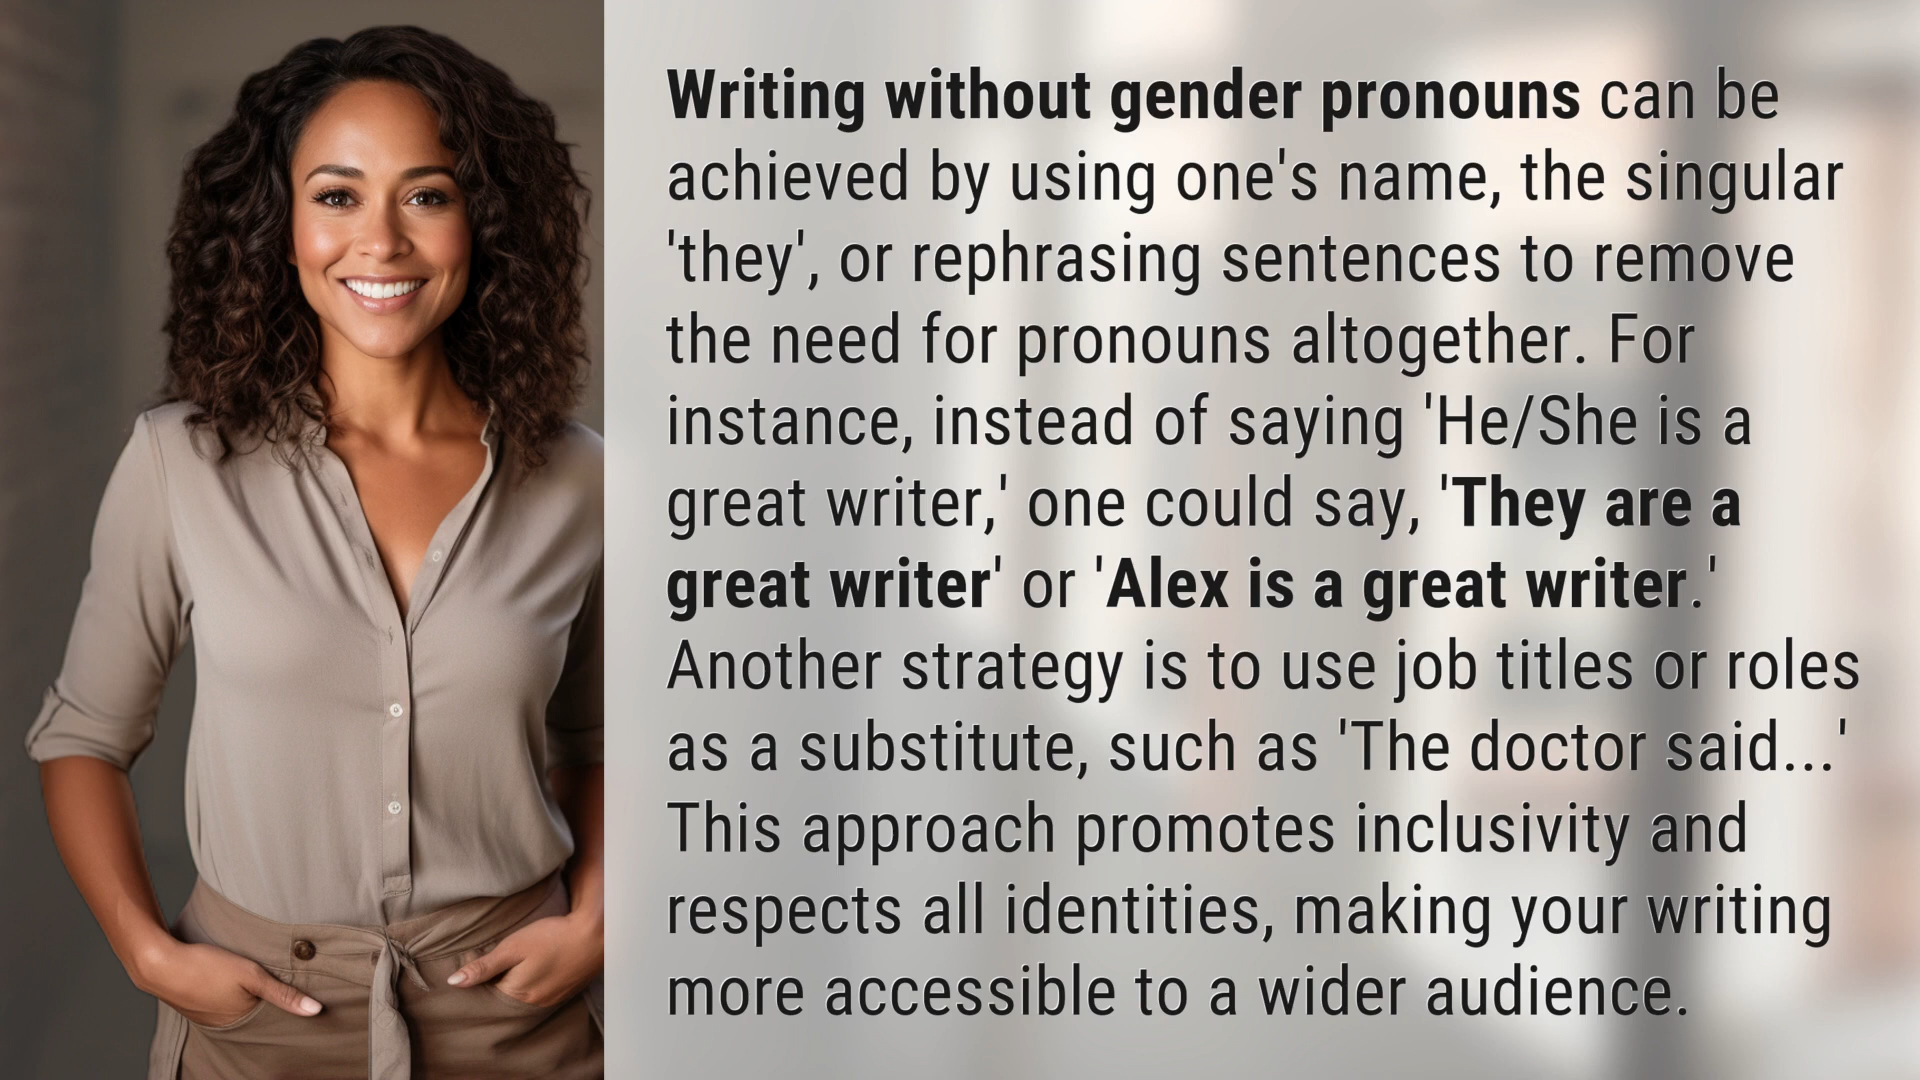 Writing without gender pronouns can be
achieved by using one's name, the singular
'they', or rephrasing sentences to remove
the need for pronouns altogether. For
instance, instead of saying 'He/She is a
great writer,' one could say, 'They are a
great writer' or 'Alex is a great writer.'
Another strategy is to use job titles or roles
as a substitute, such as 'The doctor said...'
This approach promotes inclusivity and
respects all identities, making your writing
more accessible to a wider audience.